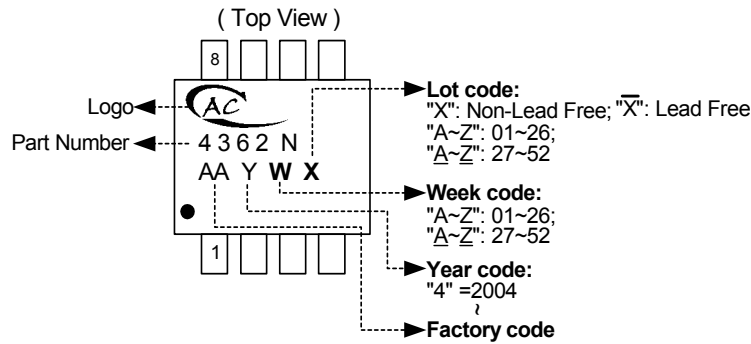 ( Top View )
8
Logo
AC
Part Number
4 3 6 2 N
AA Y W X
1
Lot code:
"X": Non-Lead Free; "X̅": Lead Free
"A~Z": 01~26;
"A̲~Z̲": 27~52
Week code:
"A~Z": 01~26;
"A̲~Z̲": 27~52
Year code:
"4" =2004
~
Factory code